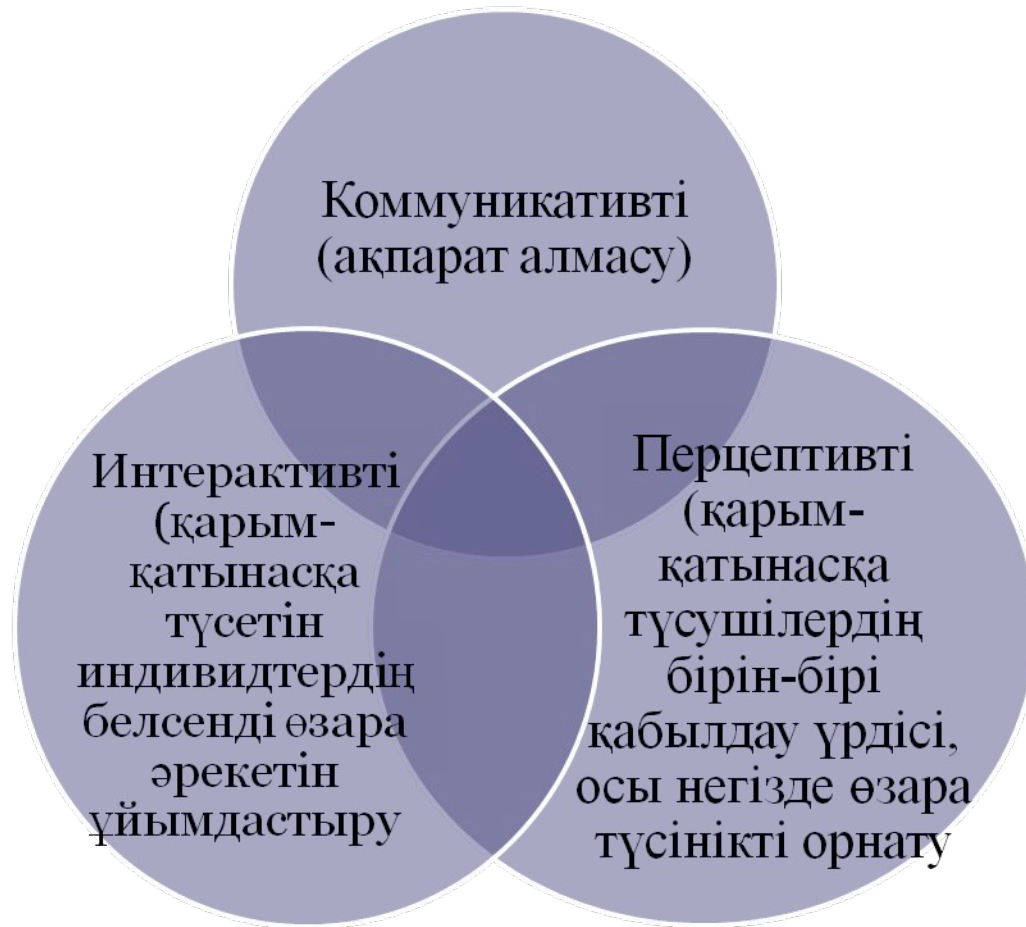 Коммуникативті
(ақпарат алмасу)
Интерактивті
(қарым-
қатынасқа
түсетін
индивидтердің
белсенді өзара
әрекетін
ұйымдастыру
Перцептивті
(қарым-
қатынасқа
түсушілердің
бірін-бірі
қабылдау үрдісі,
осы негізде өзара
түсінікті орнату